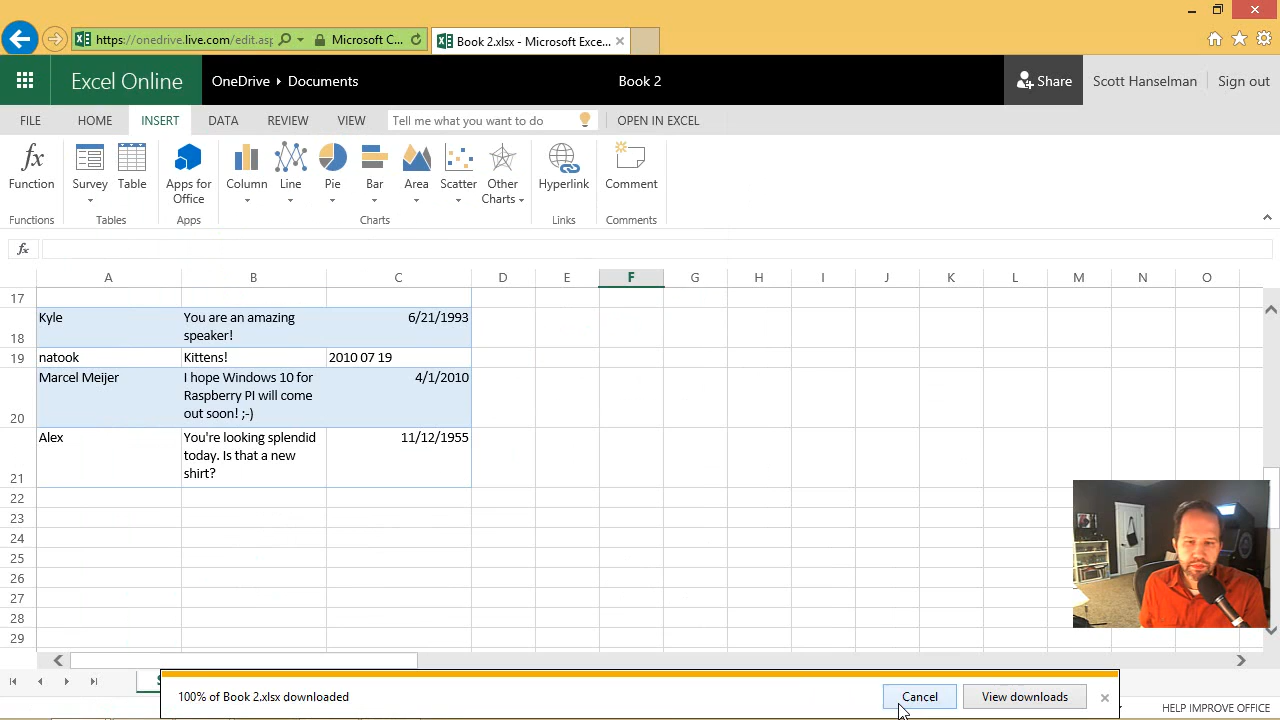 https://onedrive.live.com/edit.asp
Microsoft C...
Book 2.xlsx - Microsoft Exce...
Excel Online
OneDrive
Documents
Book 2
Share
Scott Hanselman
Sign out
FILE
HOME
INSERT
DATA
REVIEW
VIEW
Tell me what you want to do
OPEN IN EXCEL
fx
Function
Survey
Table
Apps for
Office
Column
Line
Pie
Bar
Area
Scatter
Other
Charts
Hyperlink
Comment
Functions
Tables
Apps
Charts
Links
Comments
fx
A B C D E F G H I J K L M N O
17
18 Kyle You are an amazing 6/21/1993
speaker!
19 natook Kittens! 2010 07 19
20 Marcel Meijer I hope Windows 10 for 4/1/2010
Raspberry PI will come
out soon! ;-)
21 Alex You're looking splendid 11/12/1955
today. Is that a new
shirt?
22
23
24
25
26
27
28
29
100% of Book 2.xlsx downloaded
Cancel
View downloads
HELP IMPROVE OFFICE